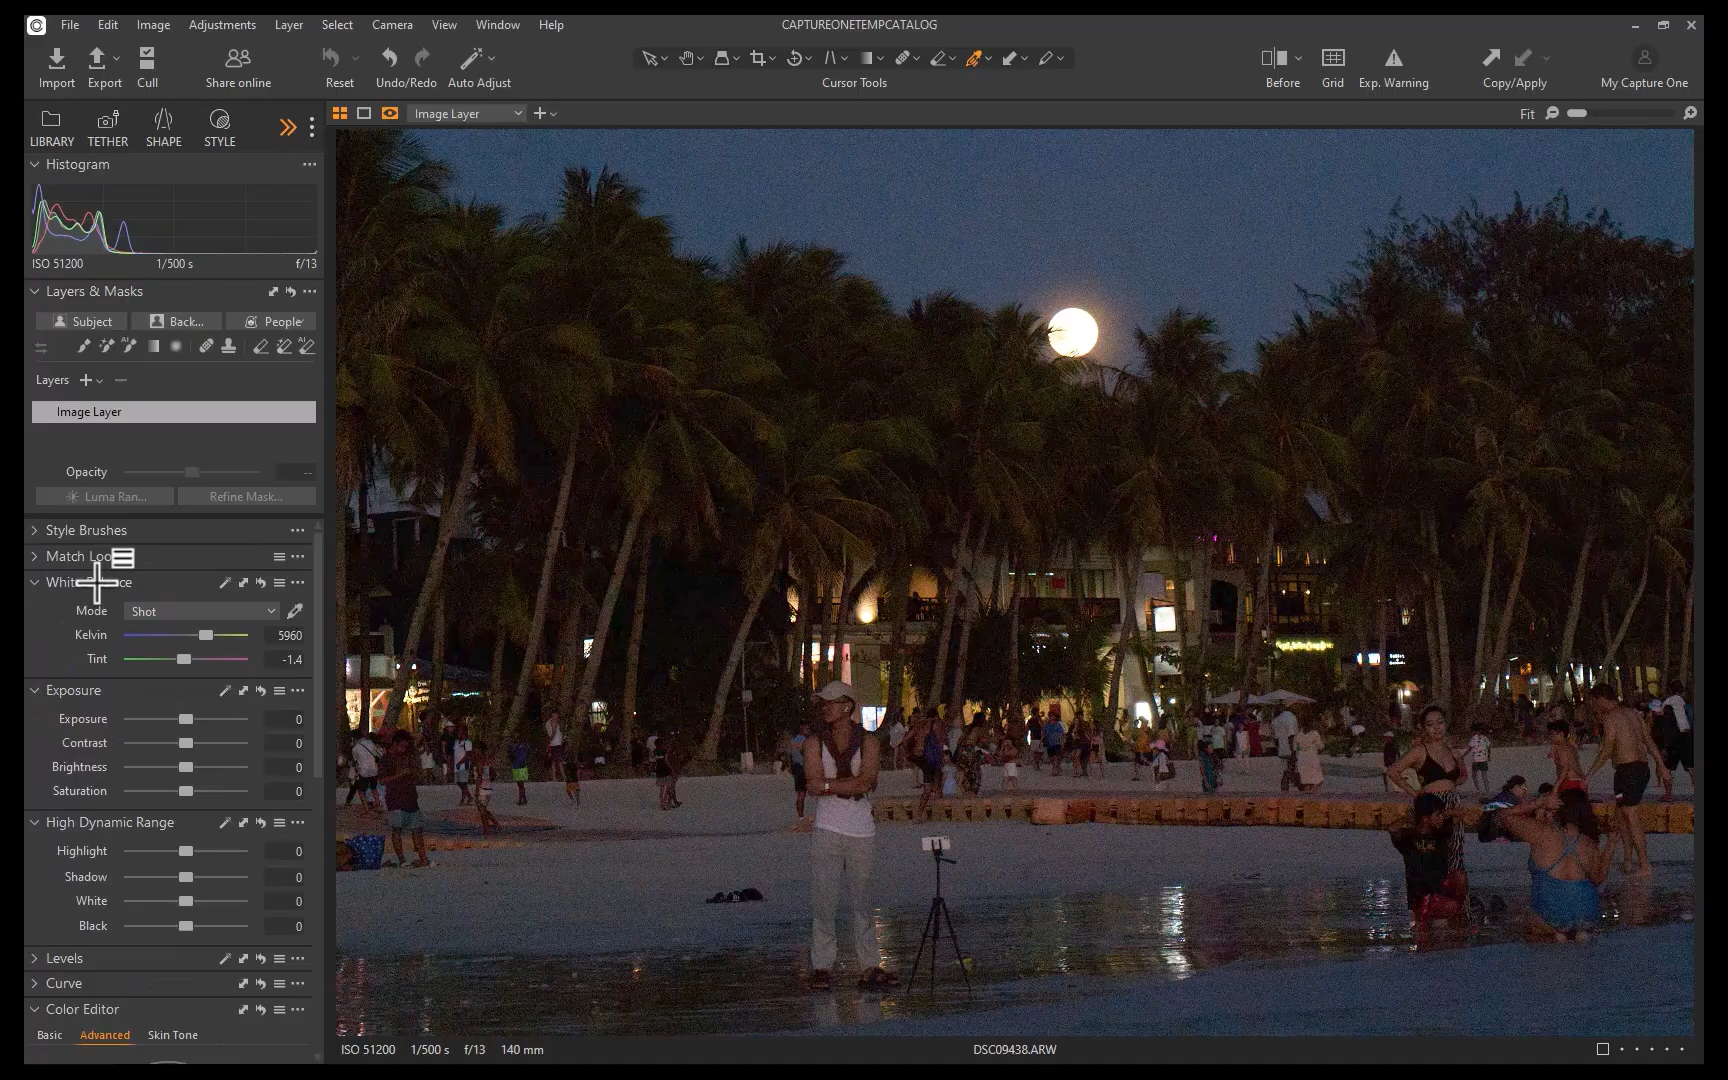 File Edit Image Adjustments Layer Select Camera View Window Help CAPTUREONETEMPCATALOG
Import Export Cull Share online Reset Undo/Redo Auto Adjust Cursor Tools Before Grid Exp. Warning Copy/Apply My Capture One
LIBRARY TETHER SHAPE STYLE
Image Layer
Fit
Histogram
ISO 51200 1/500 s f/13
Layers & Masks
Subject Back... People
AI AI
Layers
Image Layer
Opacity --
Luma Ran... Refine Mask...
Style Brushes
Match
Mode Shot
Kelvin 5960
Tint -1.4
Exposure
Exposure 0
Contrast 0
Brightness 0
Saturation 0
High Dynamic Range
Highlight 0
Shadow 0
White 0
Black 0
Levels
Curve
Color Editor
Basic Advanced Skin Tone
ISO 51200 1/500 s f/13 140 mm DSC09438.ARW